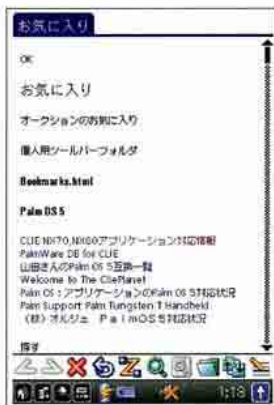 お気に入り
OK
お気に入り
オークションのお気に入り
個人用ツールバーフォルダ
Bookmarks.html
Palm OS 5
CLIE NX70,NX60アプリケーション対応情報
PalmWare DB for CLIE
山田さんのPalm OS 5互換一覧
Welcome To The CliePlanet
Palm OS : アプリケーションのPalm OS 5対応状況
Palm Support Palm Tungsten T Handheld
(株) オルジェ PalmOS5対応状況
探す
1:13